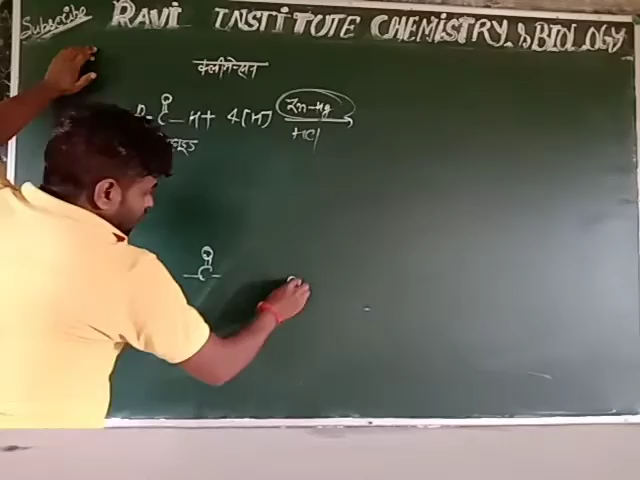 Subscribe
RAVI INSTITUTE CHEMISTRY & BIOLOGY
क्लीमेन्सन
O
C - H + 4[H] Zn-Hg
HCl
O
- C -